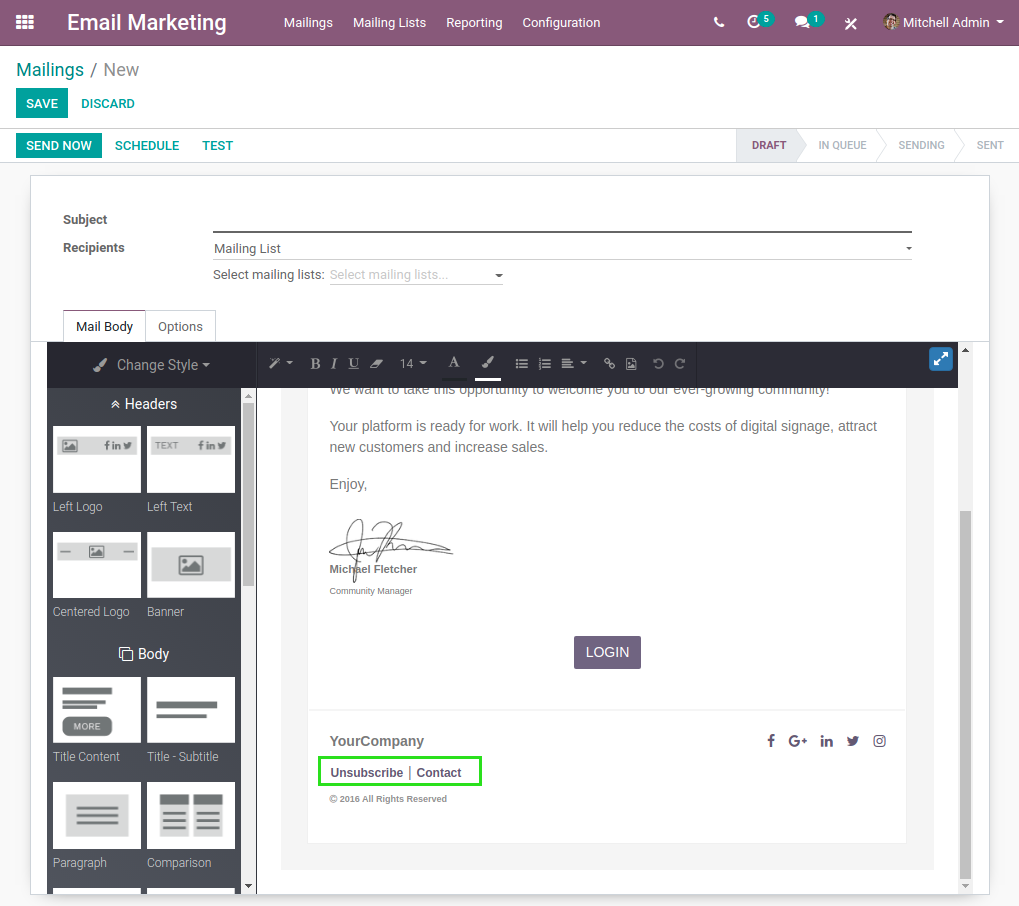 Email Marketing Mailings Mailing Lists Reporting Configuration 5 1 Mitchell Admin
Mailings / New
SAVE DISCARD
SEND NOW SCHEDULE TEST DRAFT IN QUEUE SENDING SENT
Subject
Recipients Mailing List
Select mailing lists: Select mailing lists...
Mail Body Options
Change Style B I U 14 A
Headers
We want to take this opportunity to welcome you to our ever-growing community!
Your platform is ready for work. It will help you reduce the costs of digital signage, attract
new customers and increase sales.
TEXT
Left Logo Left Text
Enjoy,
Michael Fletcher
Community Manager
Centered Logo Banner
LOGIN
Body
MORE
Title Content Title - Subtitle
YourCompany
Unsubscribe | Contact
© 2016 All Rights Reserved
Paragraph Comparison